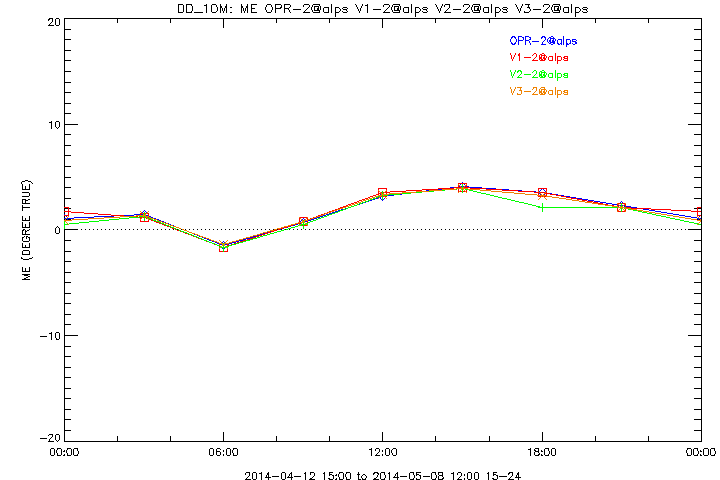 DD_10M: ME OPR-2@alps V1-2@alps V2-2@alps V3-2@alps
20
OPR-2@alps
V1-2@alps
V2-2@alps
V3-2@alps
10
ME (DEGREE TRUE)
0
-10
-20
00:00 06:00 12:00 18:00 00:00
2014-04-12 15:00 to 2014-05-08 12:00 15-24